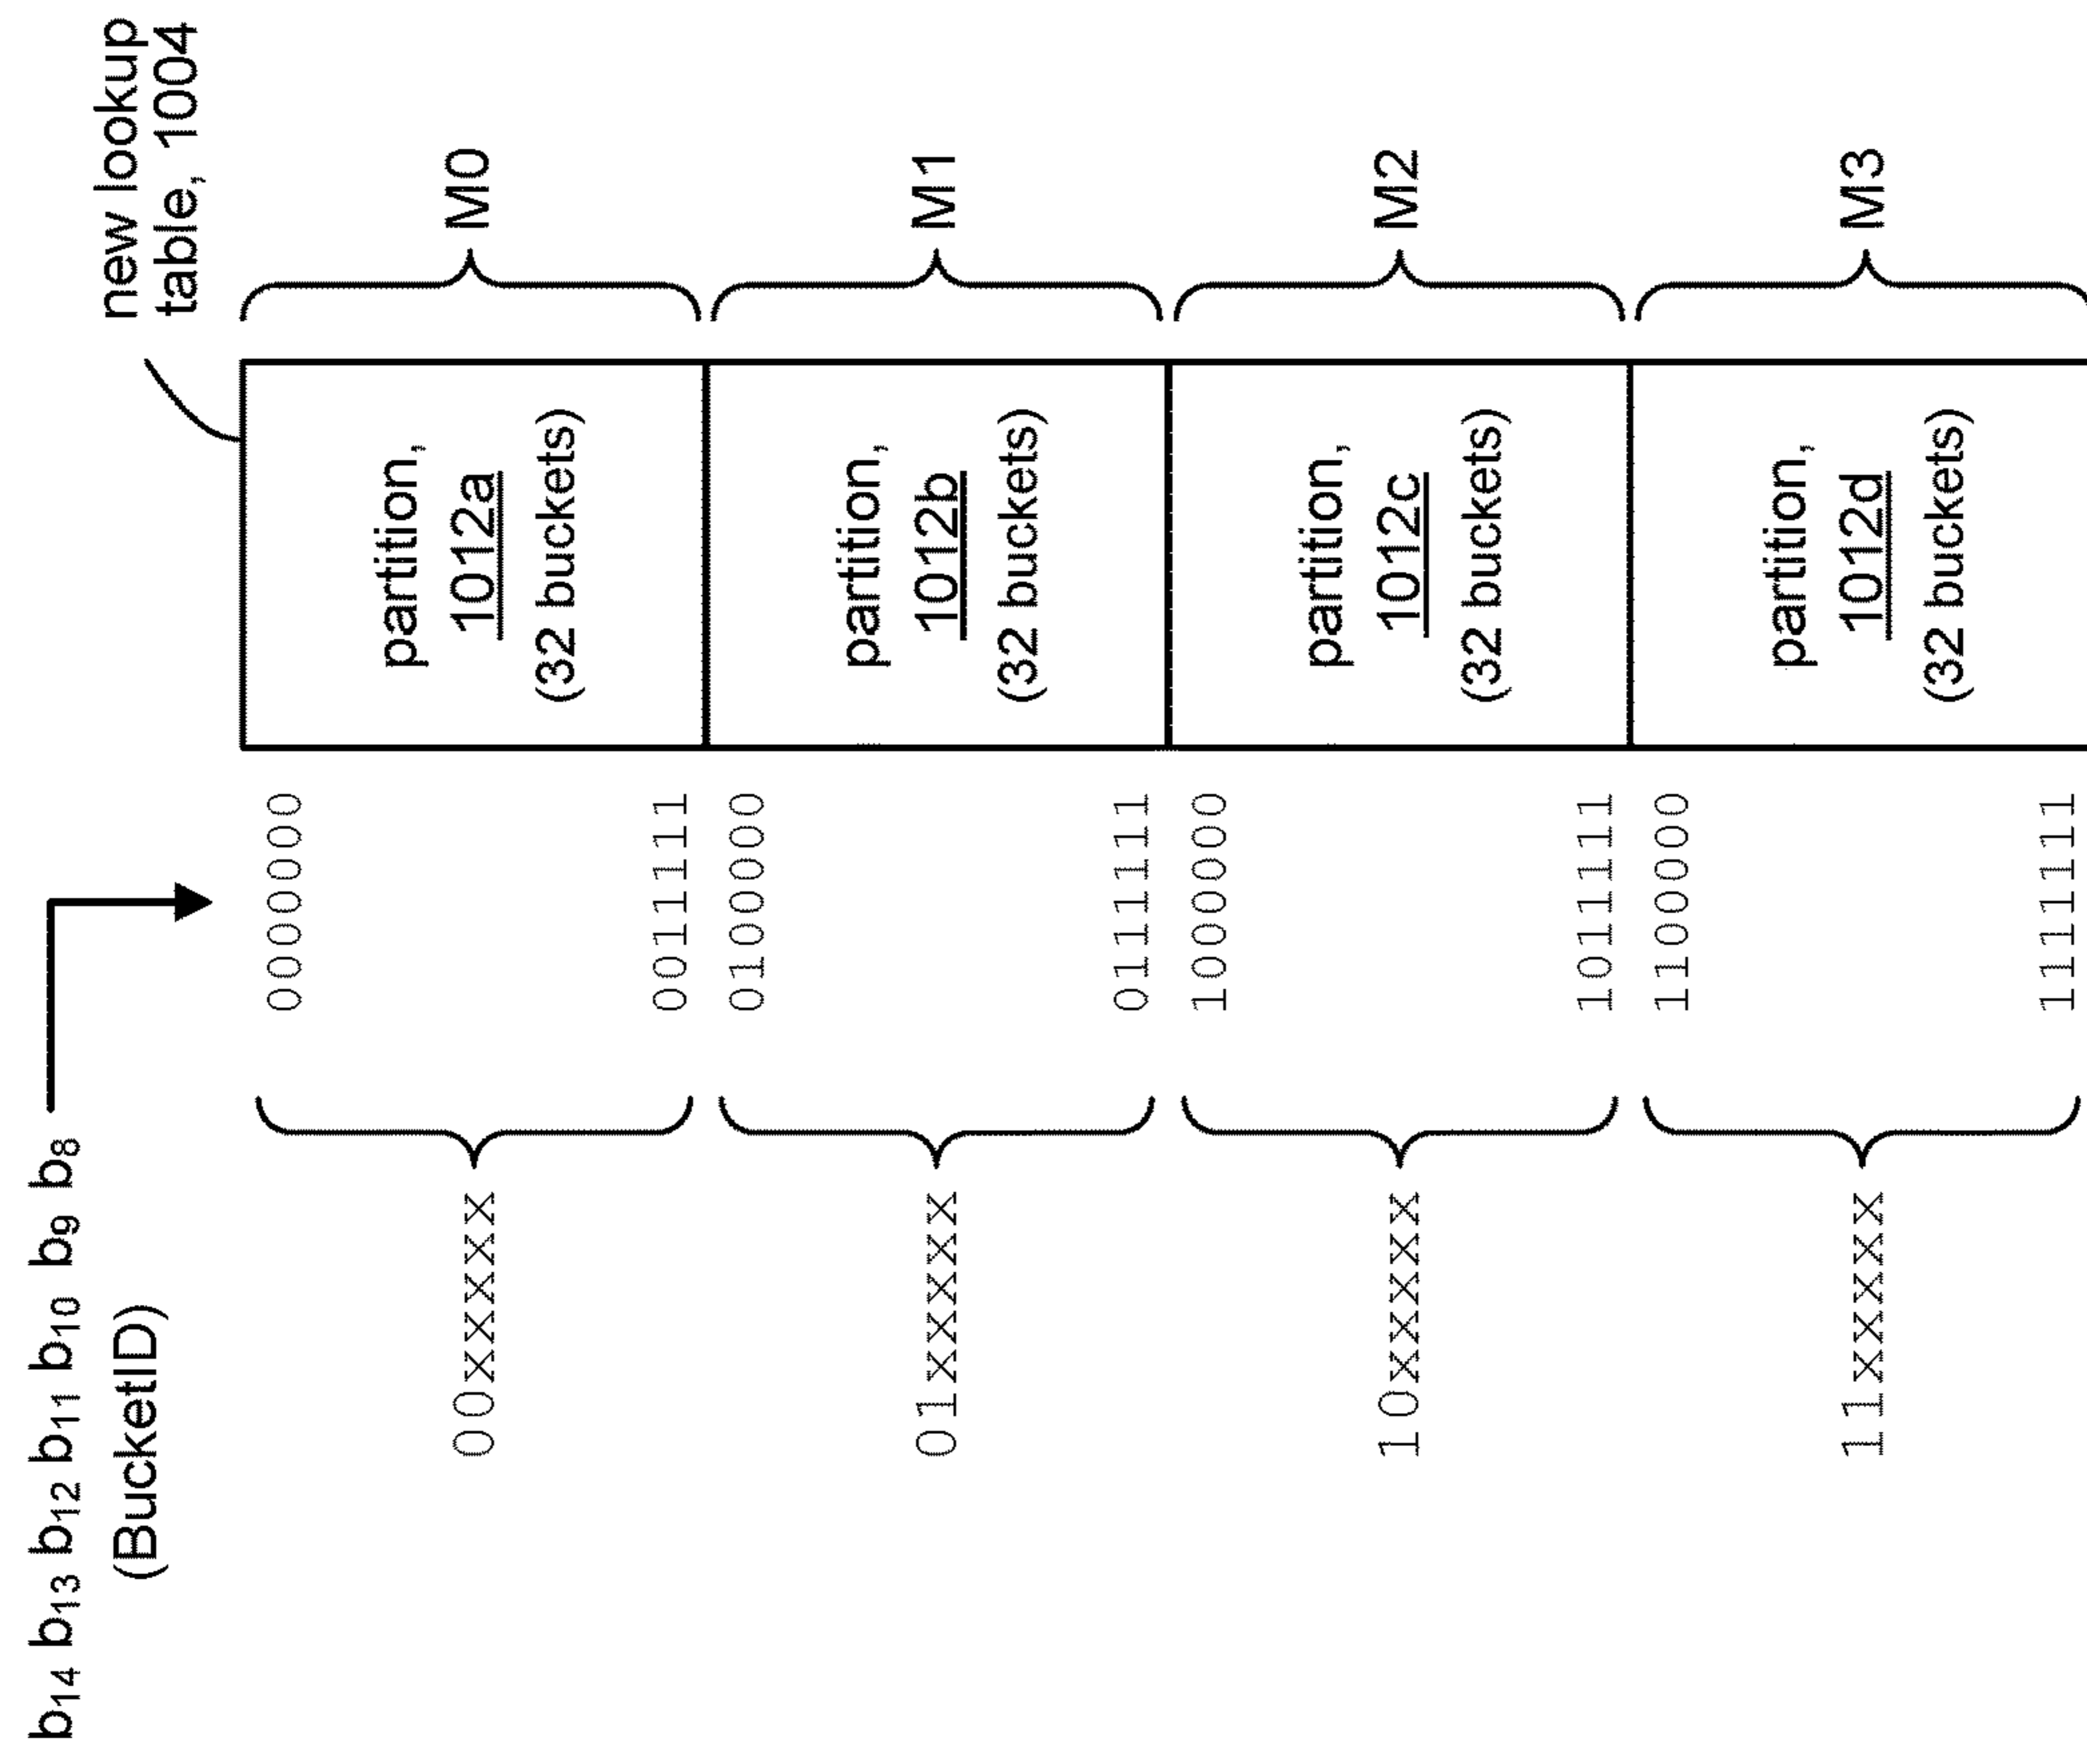 b14 b13 b12 b11 b10 b9 b8
(BucketID)
new lookup
table, 1004
0000000
00xxxxx
0011111
partition,
1012a
(32 buckets)
M0
0100000
01xxxxx
0111111
partition,
1012b
(32 buckets)
M1
1000000
10xxxxx
1011111
partition,
1012c
(32 buckets)
M2
1100000
11xxxxx
1111111
partition,
1012d
(32 buckets)
M3